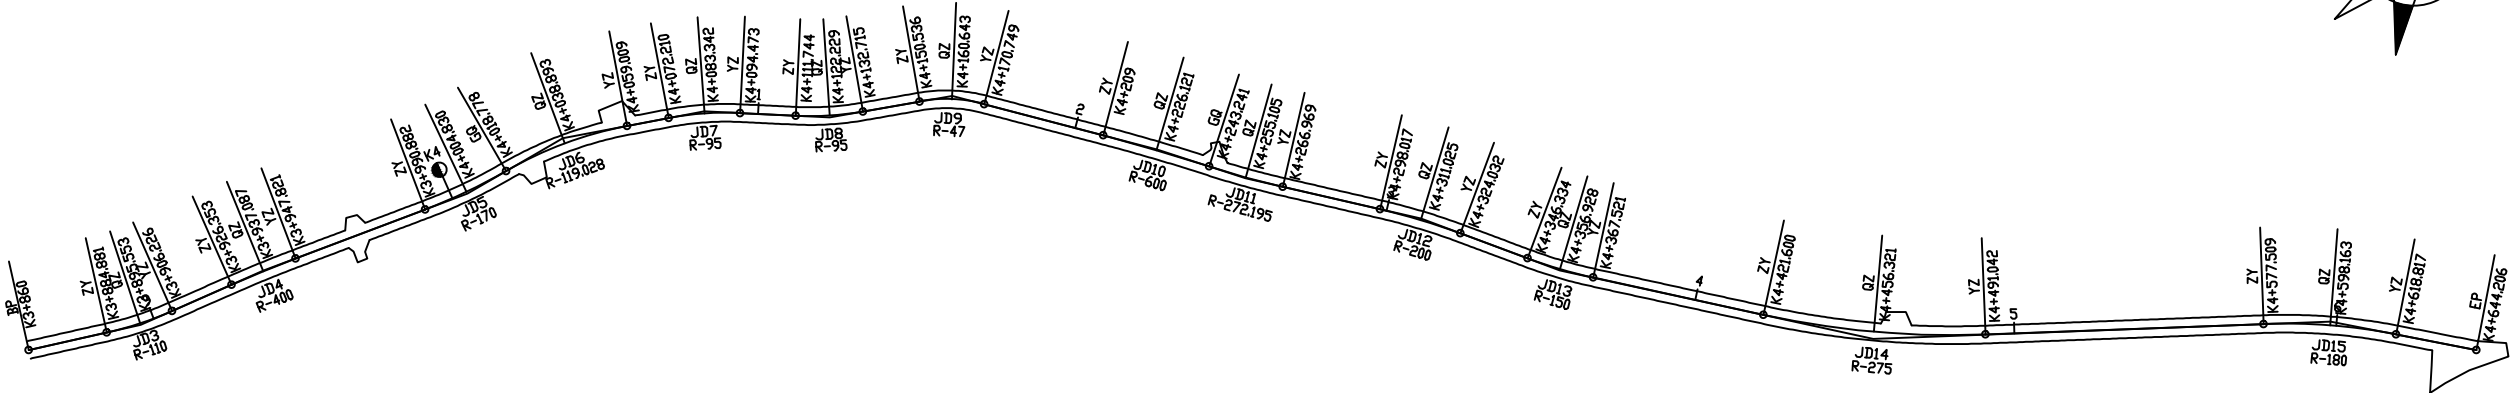 BP
K3+860
ZY
K3+884.881
QZ
K3+895.553
9
YZ
K3+906.226
JD3
R-110
ZY
K3+926.353
QZ
K3+937.087
YZ
K3+947.821
JD4
R-400
ZY
K3+990.882
K4
K4+004.830
GQ
K4+018.778
JD5
R-170
QZ
K4+038.893
YZ
K4+059.009
JD6
R-119.028
ZY
K4+072.210
QZ
K4+083.342
YZ
K4+094.473
1
JD7
R-95
ZY
K4+111.744
QZ
K4+122.229
YZ
K4+132.715
JD8
R-95
ZY
K4+150.536
QZ
K4+160.643
YZ
K4+170.749
JD9
R-47
2
ZY
K4+209
QZ
K4+226.121
GQ
K4+243.241
JD10
R-600
QZ
K4+255.105
YZ
K4+266.969
JD11
R-272.195
ZY
K4+298.017
QZ
K4+311.025
YZ
K4+324.032
JD12
R-200
ZY
K4+346.334
QZ
K4+356.928
YZ
K4+367.521
JD13
R-150
4
ZY
K4+421.600
QZ
K4+456.321
YZ
K4+491.042
JD14
R-275
5
ZY
K4+577.509
QZ
K4+598.163
YZ
K4+618.817
JD15
R-180
EP
K4+644.206